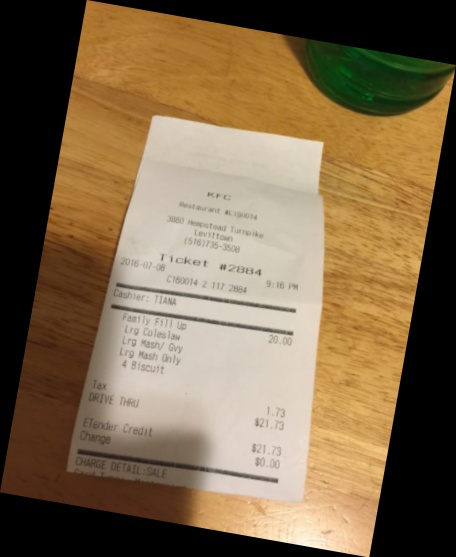 KFC
Restaurant #C160014
3860 Hempstead Turnpike
Levittown
(516)735-3508
Ticket #2884
2016-07-08 9:16 PM
C160014 2 117 2884
Cashier: TIANA
Family Fill Up 20.00
Lrg Coleslaw
Lrg Mash/ Gvy
Lrg Mash Only
4 Biscuit
Tax 1.73
DRIVE THRU $21.73
ETender Credit $21.73
Change $0.00
CHARGE DETAIL:SALE